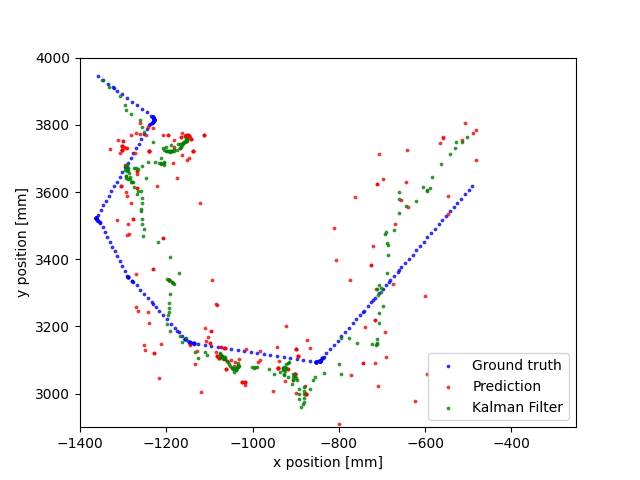 4000
3800
3600
3400
3200
3000
y position [mm]
−1400
−1200
−1000
−800
−600
−400
x position [mm]
Ground truth
Prediction
Kalman Filter